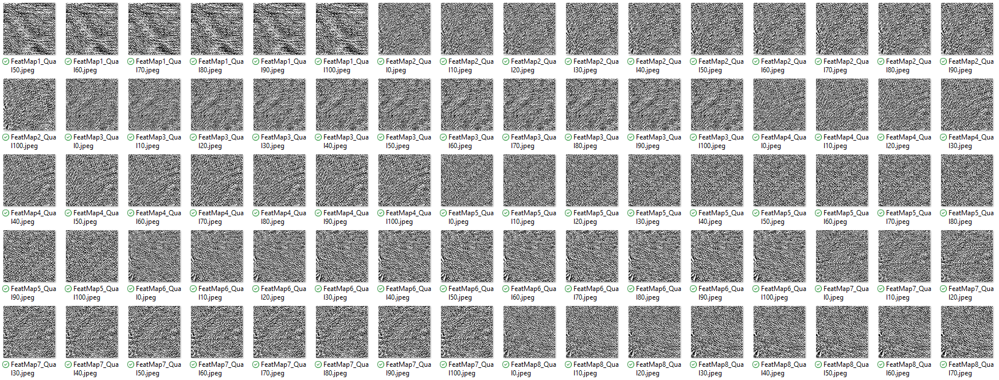 FeatMap1_Qua
l50.jpeg
FeatMap1_Qua
l60.jpeg
FeatMap1_Qua
l70.jpeg
FeatMap1_Qua
l80.jpeg
FeatMap1_Qua
l90.jpeg
FeatMap1_Qua
l100.jpeg
FeatMap2_Qua
l0.jpeg
FeatMap2_Qua
l10.jpeg
FeatMap2_Qua
l20.jpeg
FeatMap2_Qua
l30.jpeg
FeatMap2_Qua
l40.jpeg
FeatMap2_Qua
l50.jpeg
FeatMap2_Qua
l60.jpeg
FeatMap2_Qua
l70.jpeg
FeatMap2_Qua
l80.jpeg
FeatMap2_Qua
l90.jpeg
FeatMap2_Qua
l100.jpeg
FeatMap3_Qua
l0.jpeg
FeatMap3_Qua
l10.jpeg
FeatMap3_Qua
l20.jpeg
FeatMap3_Qua
l30.jpeg
FeatMap3_Qua
l40.jpeg
FeatMap3_Qua
l50.jpeg
FeatMap3_Qua
l60.jpeg
FeatMap3_Qua
l70.jpeg
FeatMap3_Qua
l80.jpeg
FeatMap3_Qua
l90.jpeg
FeatMap3_Qua
l100.jpeg
FeatMap4_Qua
l0.jpeg
FeatMap4_Qua
l10.jpeg
FeatMap4_Qua
l20.jpeg
FeatMap4_Qua
l30.jpeg
FeatMap4_Qua
l40.jpeg
FeatMap4_Qua
l50.jpeg
FeatMap4_Qua
l60.jpeg
FeatMap4_Qua
l70.jpeg
FeatMap4_Qua
l80.jpeg
FeatMap4_Qua
l90.jpeg
FeatMap4_Qua
l100.jpeg
FeatMap5_Qua
l0.jpeg
FeatMap5_Qua
l10.jpeg
FeatMap5_Qua
l20.jpeg
FeatMap5_Qua
l30.jpeg
FeatMap5_Qua
l40.jpeg
FeatMap5_Qua
l50.jpeg
FeatMap5_Qua
l60.jpeg
FeatMap5_Qua
l70.jpeg
FeatMap5_Qua
l80.jpeg
FeatMap5_Qua
l90.jpeg
FeatMap5_Qua
l100.jpeg
FeatMap6_Qua
l0.jpeg
FeatMap6_Qua
l10.jpeg
FeatMap6_Qua
l20.jpeg
FeatMap6_Qua
l30.jpeg
FeatMap6_Qua
l40.jpeg
FeatMap6_Qua
l50.jpeg
FeatMap6_Qua
l60.jpeg
FeatMap6_Qua
l70.jpeg
FeatMap6_Qua
l80.jpeg
FeatMap6_Qua
l90.jpeg
FeatMap6_Qua
l100.jpeg
FeatMap7_Qua
l0.jpeg
FeatMap7_Qua
l10.jpeg
FeatMap7_Qua
l20.jpeg
FeatMap7_Qua
l30.jpeg
FeatMap7_Qua
l40.jpeg
FeatMap7_Qua
l50.jpeg
FeatMap7_Qua
l60.jpeg
FeatMap7_Qua
l70.jpeg
FeatMap7_Qua
l80.jpeg
FeatMap7_Qua
l90.jpeg
FeatMap7_Qua
l100.jpeg
FeatMap8_Qua
l0.jpeg
FeatMap8_Qua
l10.jpeg
FeatMap8_Qua
l20.jpeg
FeatMap8_Qua
l30.jpeg
FeatMap8_Qua
l40.jpeg
FeatMap8_Qua
l50.jpeg
FeatMap8_Qua
l60.jpeg
FeatMap8_Qua
l70.jpeg